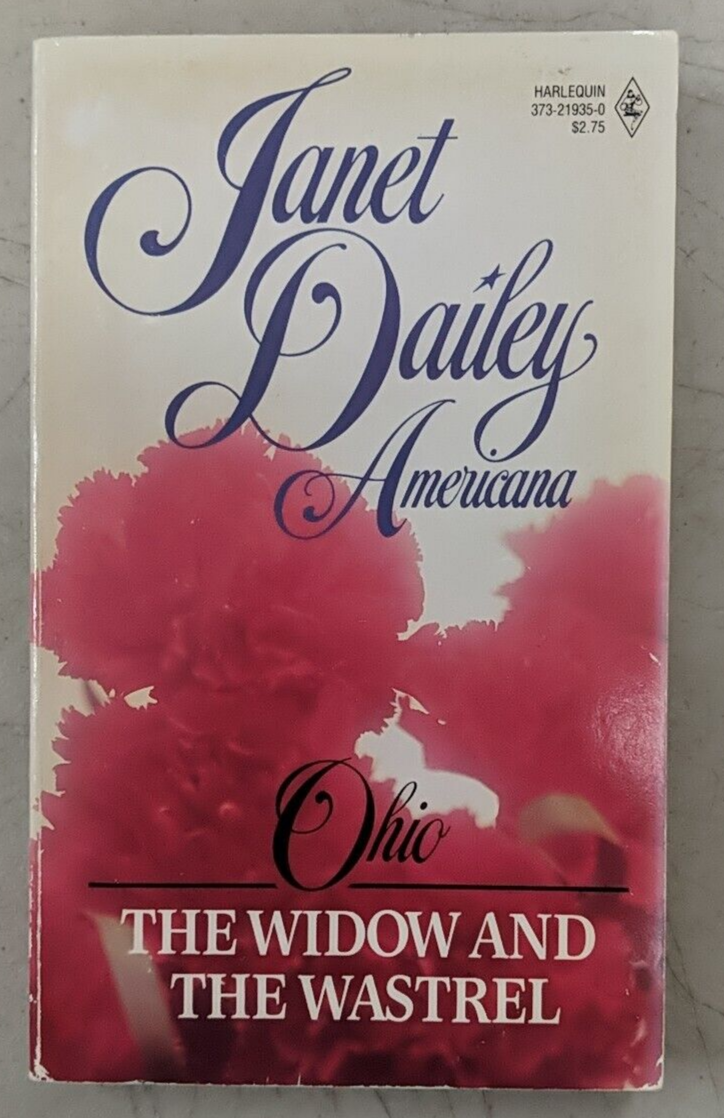 HARLEQUIN
373-21935-0
$2.75
Janet
Dailey
Americana
Ohio
THE WIDOW AND
THE WASTREL